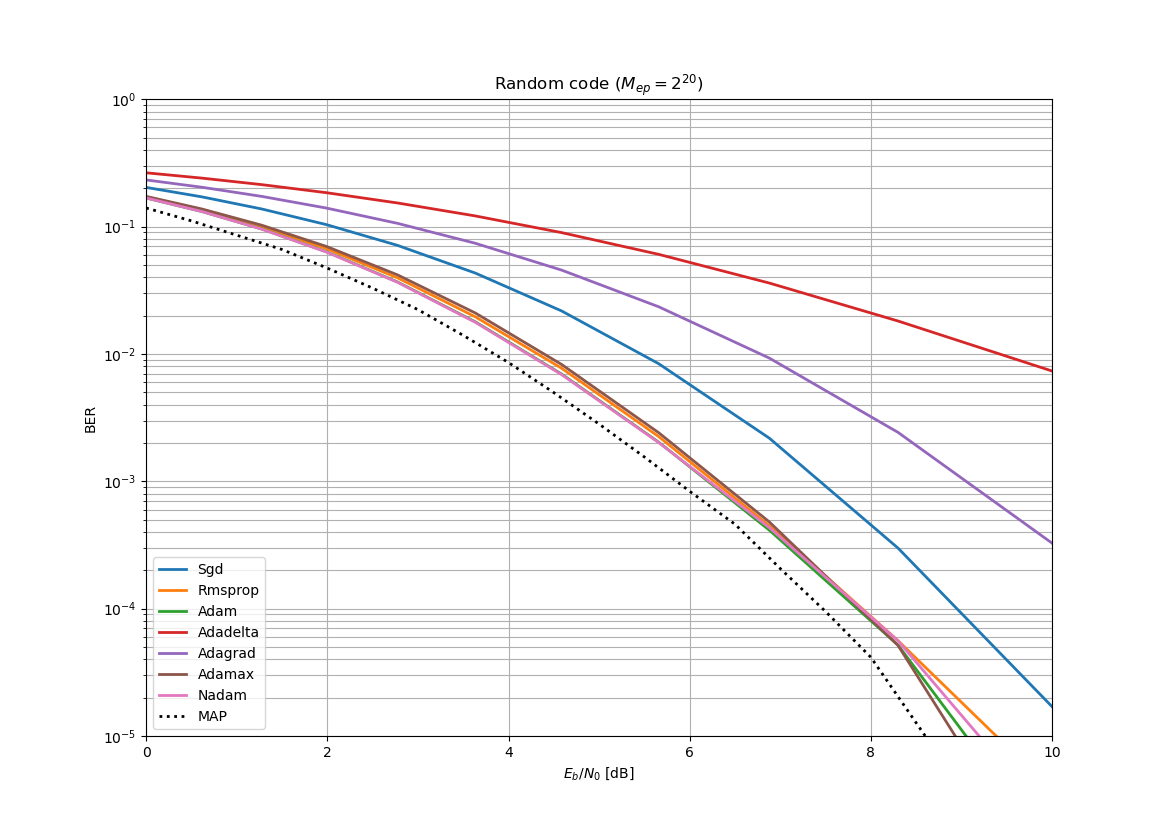 Random code (M_{ep} = 2^{20})
BER
10^0
10^{-1}
10^{-2}
10^{-3}
10^{-4}
10^{-5}
Sgd
Rmsprop
Adam
Adadelta
Adagrad
Adamax
Nadam
MAP
0 2 4 6 8 10
E_b/N_0 [dB]